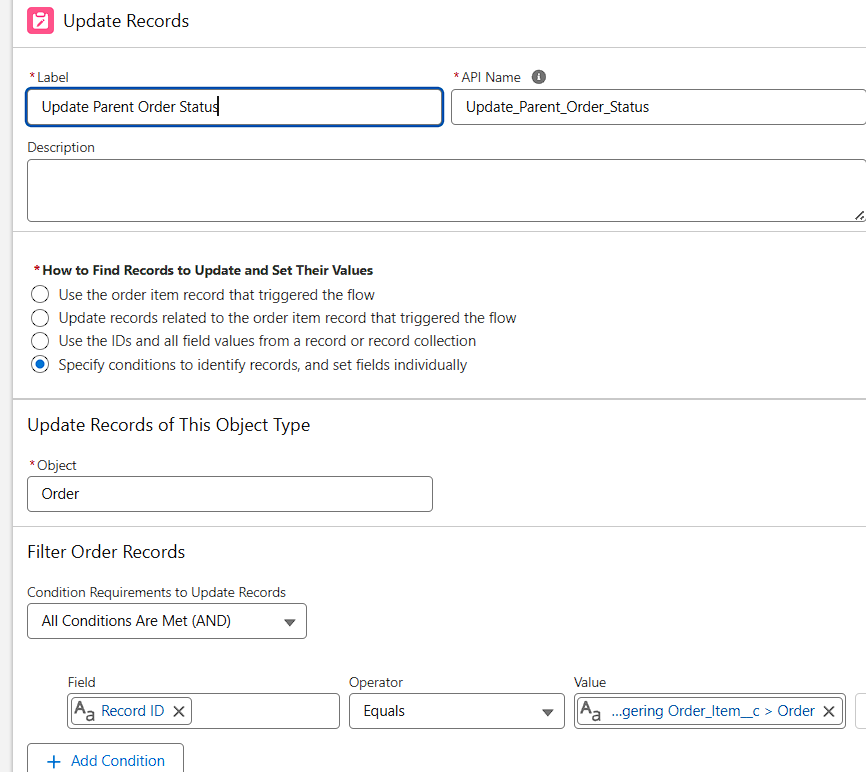 Update Records
*Label
*API Name
Update Parent Order Status
Update_Parent_Order_Status
Description
*How to Find Records to Update and Set Their Values
Use the order item record that triggered the flow
Update records related to the order item record that triggered the flow
Use the IDs and all field values from a record or record collection
Specify conditions to identify records, and set fields individually
Update Records of This Object Type
*Object
Order
Filter Order Records
Condition Requirements to Update Records
All Conditions Are Met (AND)
Field
Operator
Value
Aa Record ID
Equals
Aa ...gering Order_Item__c > Order
+ Add Condition